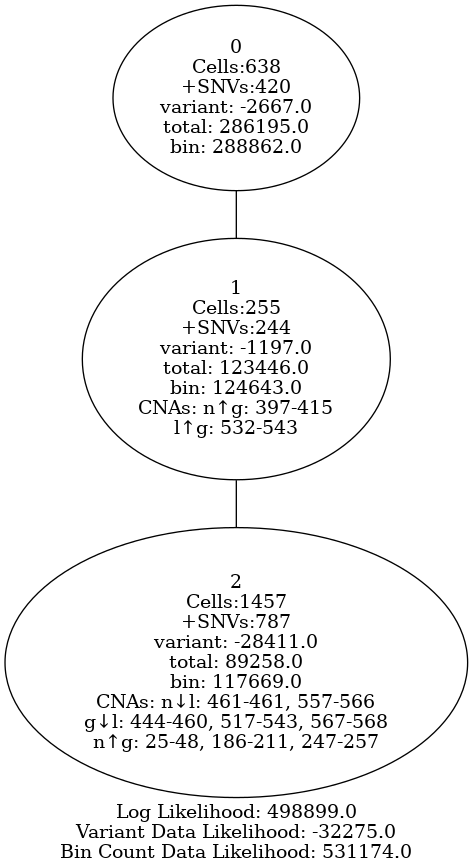 0
Cells:638
+SNVs:420
variant: -2667.0
total: 286195.0
bin: 288862.0
1
Cells:255
+SNVs:244
variant: -1197.0
total: 123446.0
bin: 124643.0
CNAs: n↑g: 397-415
l↑g: 532-543
2
Cells:1457
+SNVs:787
variant: -28411.0
total: 89258.0
bin: 117669.0
CNAs: n↓l: 461-461, 557-566
g↓l: 444-460, 517-543, 567-568
n↑g: 25-48, 186-211, 247-257
Log Likelihood: 498899.0
Variant Data Likelihood: -32275.0
Bin Count Data Likelihood: 531174.0